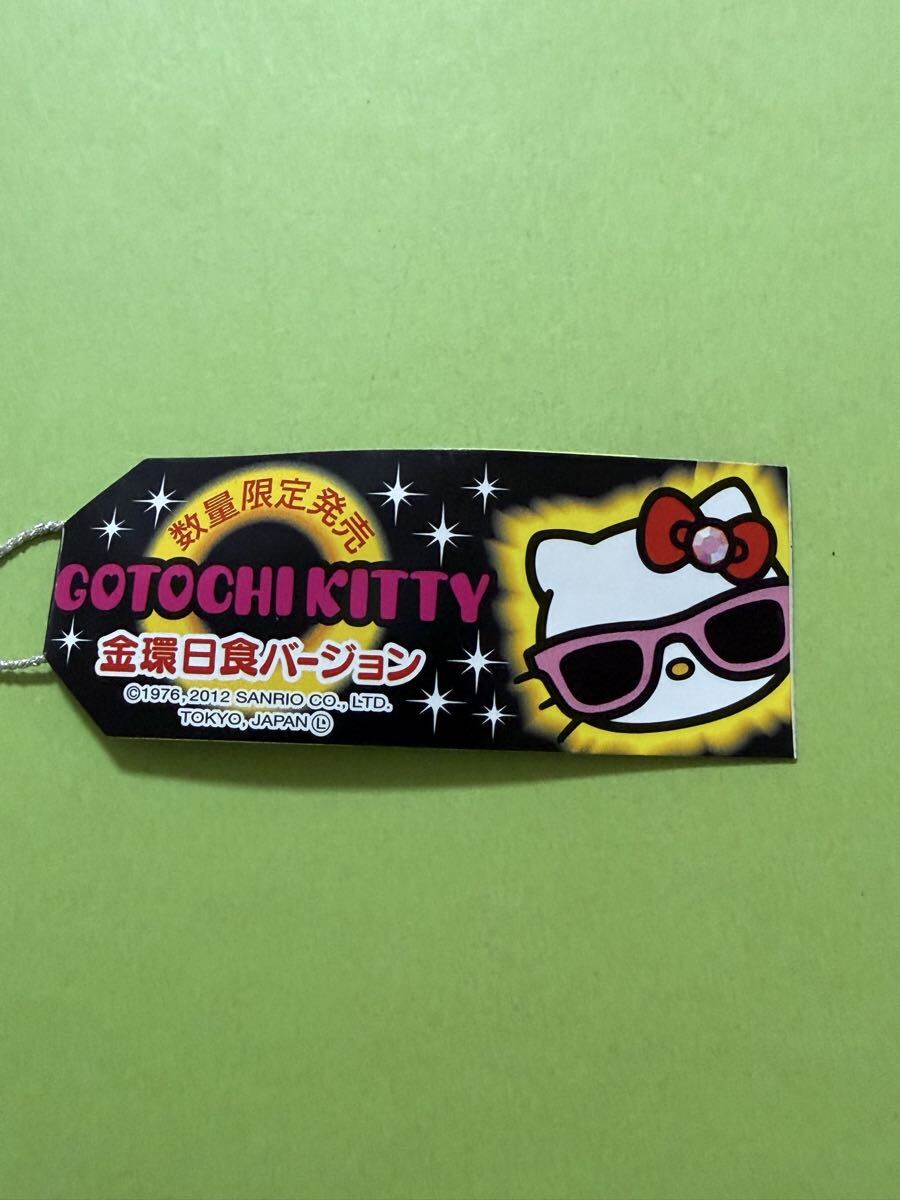 数量限定発売
GOTOCHI KITTY
金環日食バージョン
©1976, 2012 SANRIO CO., LTD.
TOKYO, JAPAN Ⓛ